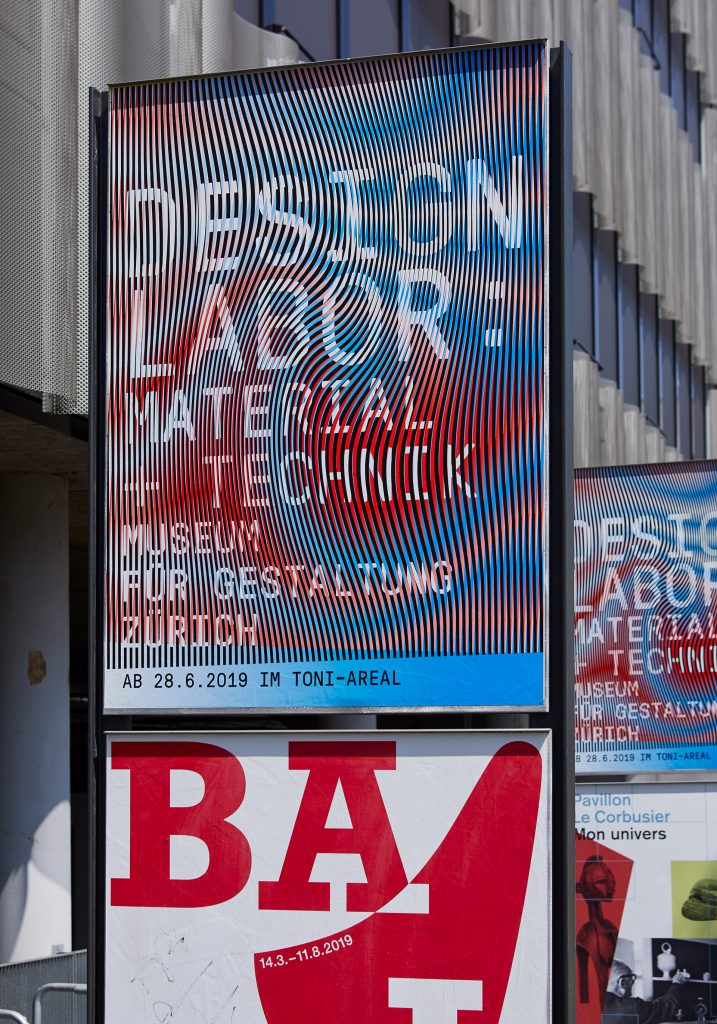 DESIGN
LABOR:
MATERIAL
+ TECHNIK
MUSEUM
FÜR GESTALTUNG
ZÜRICH
AB 28.6.2019 IM TONI-AREAL
BA
14.3.–11.8.2019
DESIG
LABOR
MATERIAL
+ TECHNIK
MUSEUM
FÜR GESTALTUNG
ZÜRICH
AB 28.6.2019 IM TONI-AREAL
Pavillon
Le Corbusier
Mon univers